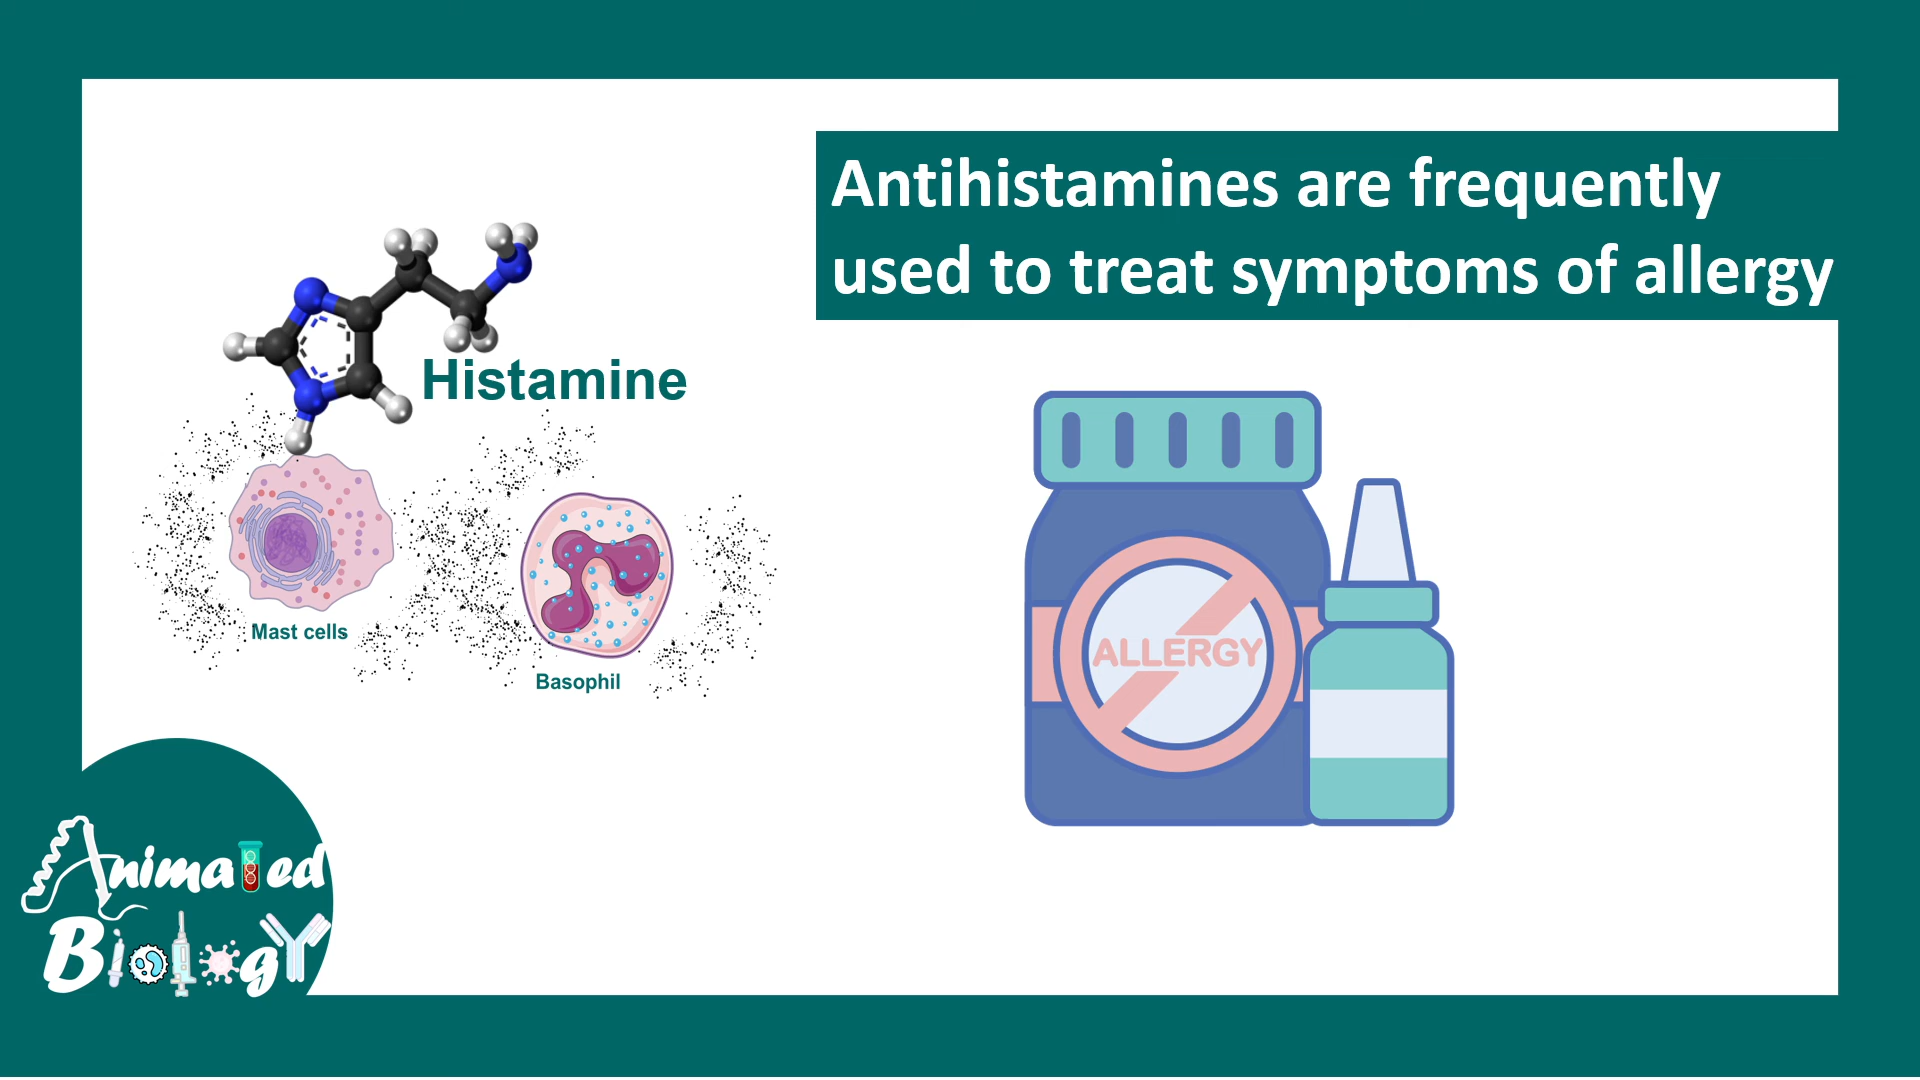 Antihistamines are frequently
used to treat symptoms of allergy
Histamine
Mast cells
Basophil
ALLERGY
Animated
Biology